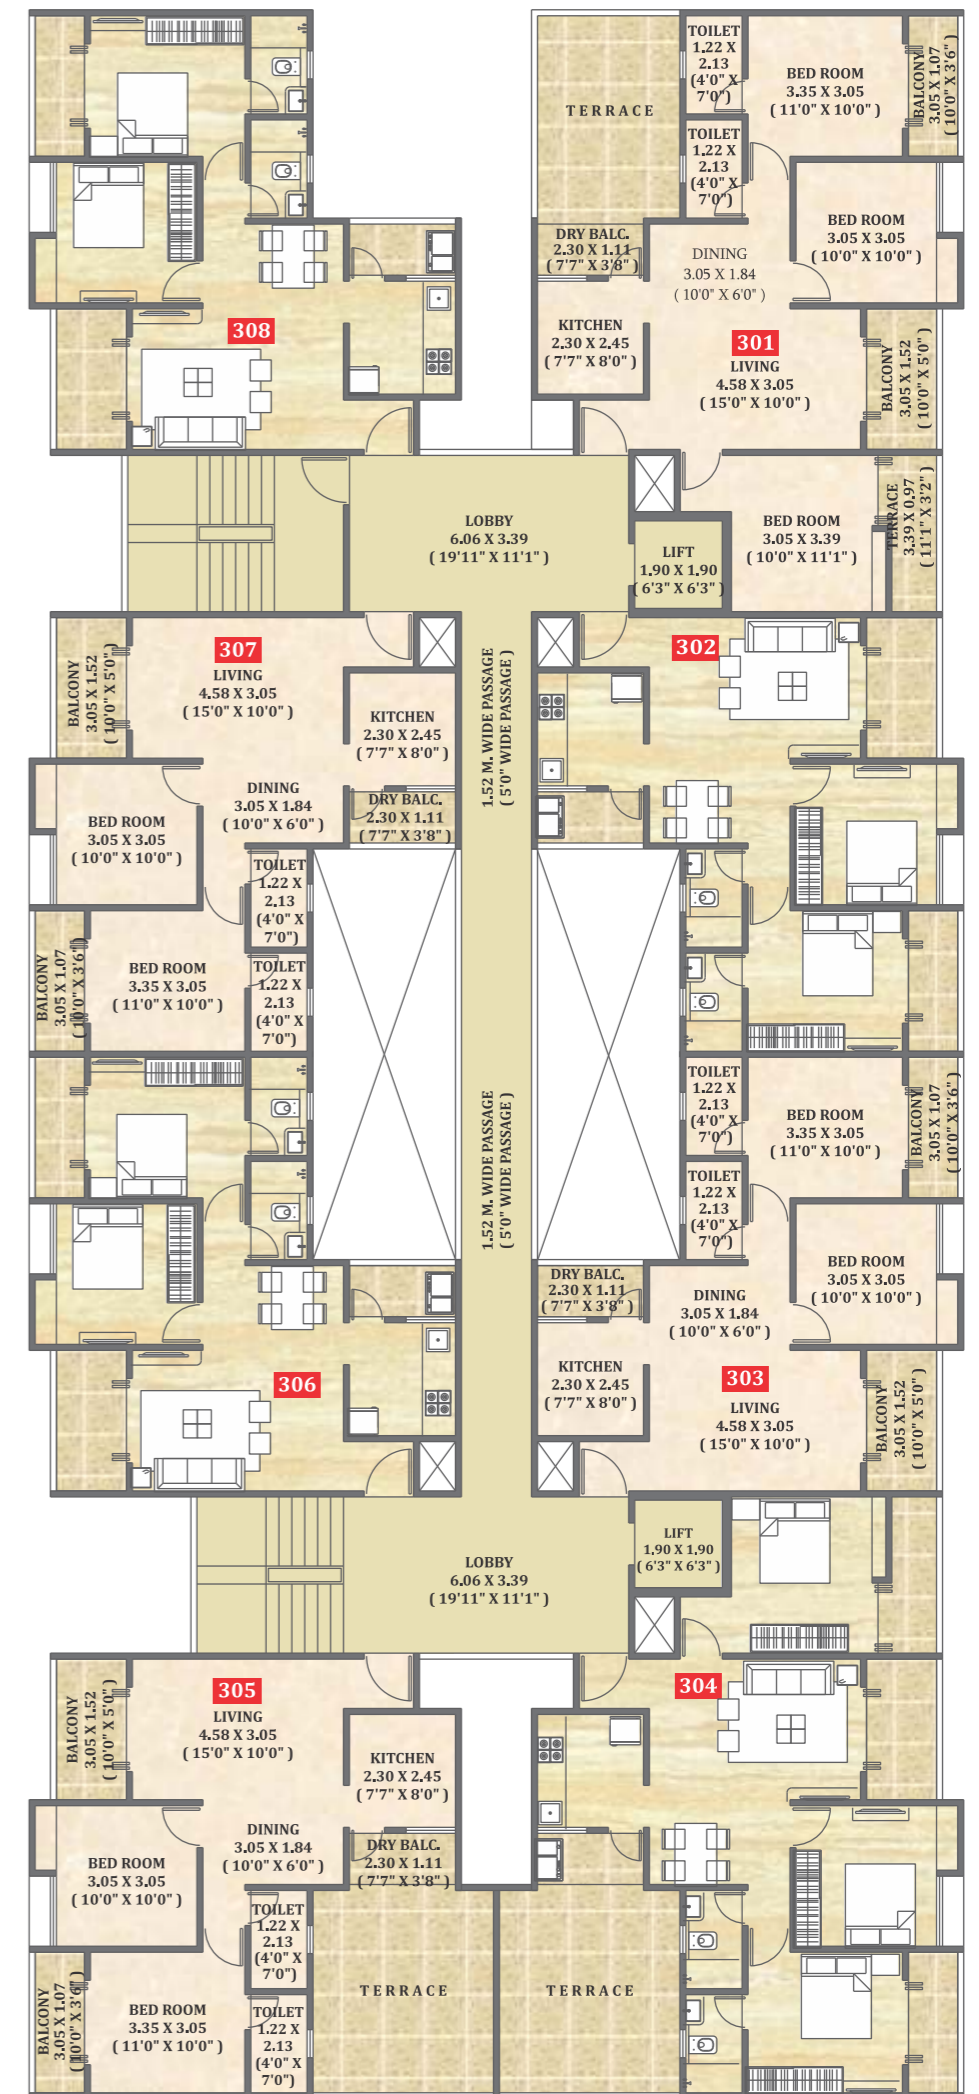 TERRACE
TOILET
1.22 X
2.13
(4'0" X
7'0")
BED ROOM
3.35 X 3.05
( 11'0" X 10'0" )
BALCONY
3.05 X 1.07
( 10'0" X 3'6" )
TOILET
1.22 X
2.13
(4'0" X
7'0")
BED ROOM
3.05 X 3.05
( 10'0" X 10'0" )
DRY BALC.
2.30 X 1.11
( 7'7" X 3'8" )
DINING
3.05 X 1.84
( 10'0" X 6'0" )
KITCHEN
2.30 X 2.45
( 7'7" X 8'0" )
308
301
LIVING
4.58 X 3.05
( 15'0" X 10'0" )
BALCONY
3.05 X 1.52
( 10'0" X 5'0" )
LOBBY
6.06 X 3.39
( 19'11" X 11'1" )
LIFT
1.90 X 1.90
( 6'3" X 6'3" )
BED ROOM
3.05 X 3.39
( 10'0" X 11'1" )
TERRACE
3.39 X 0.97
( 11'1" X 3'2" )
307
LIVING
4.58 X 3.05
( 15'0" X 10'0" )
BALCONY
3.05 X 1.52
( 10'0" X 5'0" )
KITCHEN
2.30 X 2.45
( 7'7" X 8'0" )
1.52 M. WIDE PASSAGE
( 5'0" WIDE PASSAGE )
302
DINING
3.05 X 1.84
( 10'0" X 6'0" )
DRY BALC.
2.30 X 1.11
( 7'7" X 3'8" )
BED ROOM
3.05 X 3.05
( 10'0" X 10'0" )
TOILET
1.22 X
2.13
(4'0" X
7'0")
BALCONY
3.05 X 1.07
( 10'0" X 3'6" )
BED ROOM
3.35 X 3.05
( 11'0" X 10'0" )
TOILET
1.22 X
2.13
(4'0" X
7'0")
1.52 M. WIDE PASSAGE
( 5'0" WIDE PASSAGE )
TOILET
1.22 X
2.13
(4'0" X
7'0")
BED ROOM
3.35 X 3.05
( 11'0" X 10'0" )
BALCONY
3.05 X 1.07
( 10'0" X 3'6" )
TOILET
1.22 X
2.13
(4'0" X
7'0")
BED ROOM
3.05 X 3.05
( 10'0" X 10'0" )
DRY BALC.
2.30 X 1.11
( 7'7" X 3'8" )
DINING
3.05 X 1.84
( 10'0" X 6'0" )
306
KITCHEN
2.30 X 2.45
( 7'7" X 8'0" )
303
LIVING
4.58 X 3.05
( 15'0" X 10'0" )
BALCONY
3.05 X 1.52
( 10'0" X 5'0" )
LOBBY
6.06 X 3.39
( 19'11" X 11'1" )
LIFT
1.90 X 1.90
( 6'3" X 6'3" )
305
LIVING
4.58 X 3.05
( 15'0" X 10'0" )
BALCONY
3.05 X 1.52
( 10'0" X 5'0" )
304
KITCHEN
2.30 X 2.45
( 7'7" X 8'0" )
DINING
3.05 X 1.84
( 10'0" X 6'0" )
DRY BALC.
2.30 X 1.11
( 7'7" X 3'8" )
BED ROOM
3.05 X 3.05
( 10'0" X 10'0" )
TOILET
1.22 X
2.13
(4'0" X
7'0")
TERRACE
TERRACE
BALCONY
3.05 X 1.07
( 10'0" X 3'6" )
BED ROOM
3.35 X 3.05
( 11'0" X 10'0" )
TOILET
1.22 X
2.13
(4'0" X
7'0")